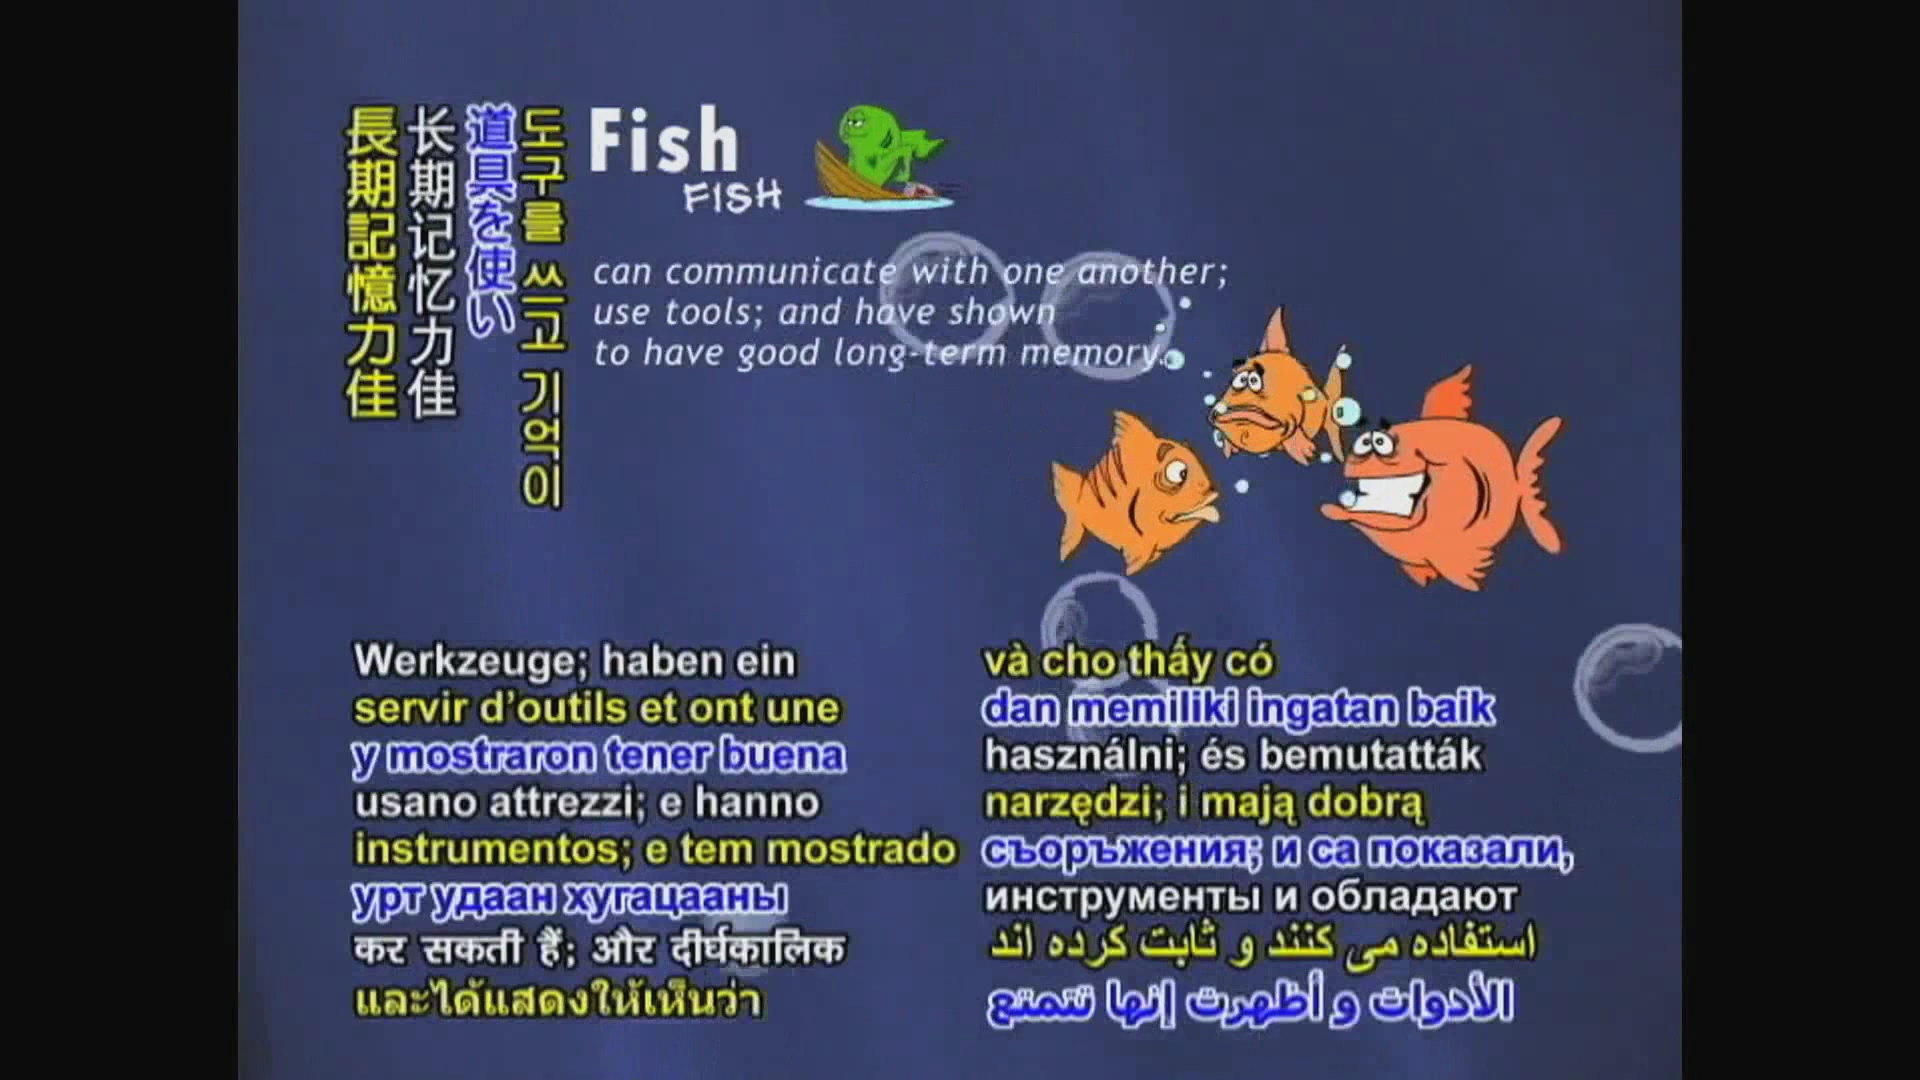 長期記憶力佳
长期记忆力佳
道具を使い
도구를 쓰고 기억이
Fish
FISH
can communicate with one another;
use tools; and have shown
to have good long-term memory.
Werkzeuge; haben ein
servir d'outils et ont une
y mostraron tener buena
usano attrezzi; e hanno
instrumentos; e tem mostrado
урт удаан хугацааны
कर सकती हैं; और दीर्घकालिक
และได้แสดงให้เห็นว่า
và cho thấy có
dan memiliki ingatan baik
használni; és bemutatták
narzędzi; i mają dobrą
съоръжения; и са показали,
инструменты и обладают
استفاده می کنند و ثابت کرده اند
الأدوات و أظهرت إنها تتمتع